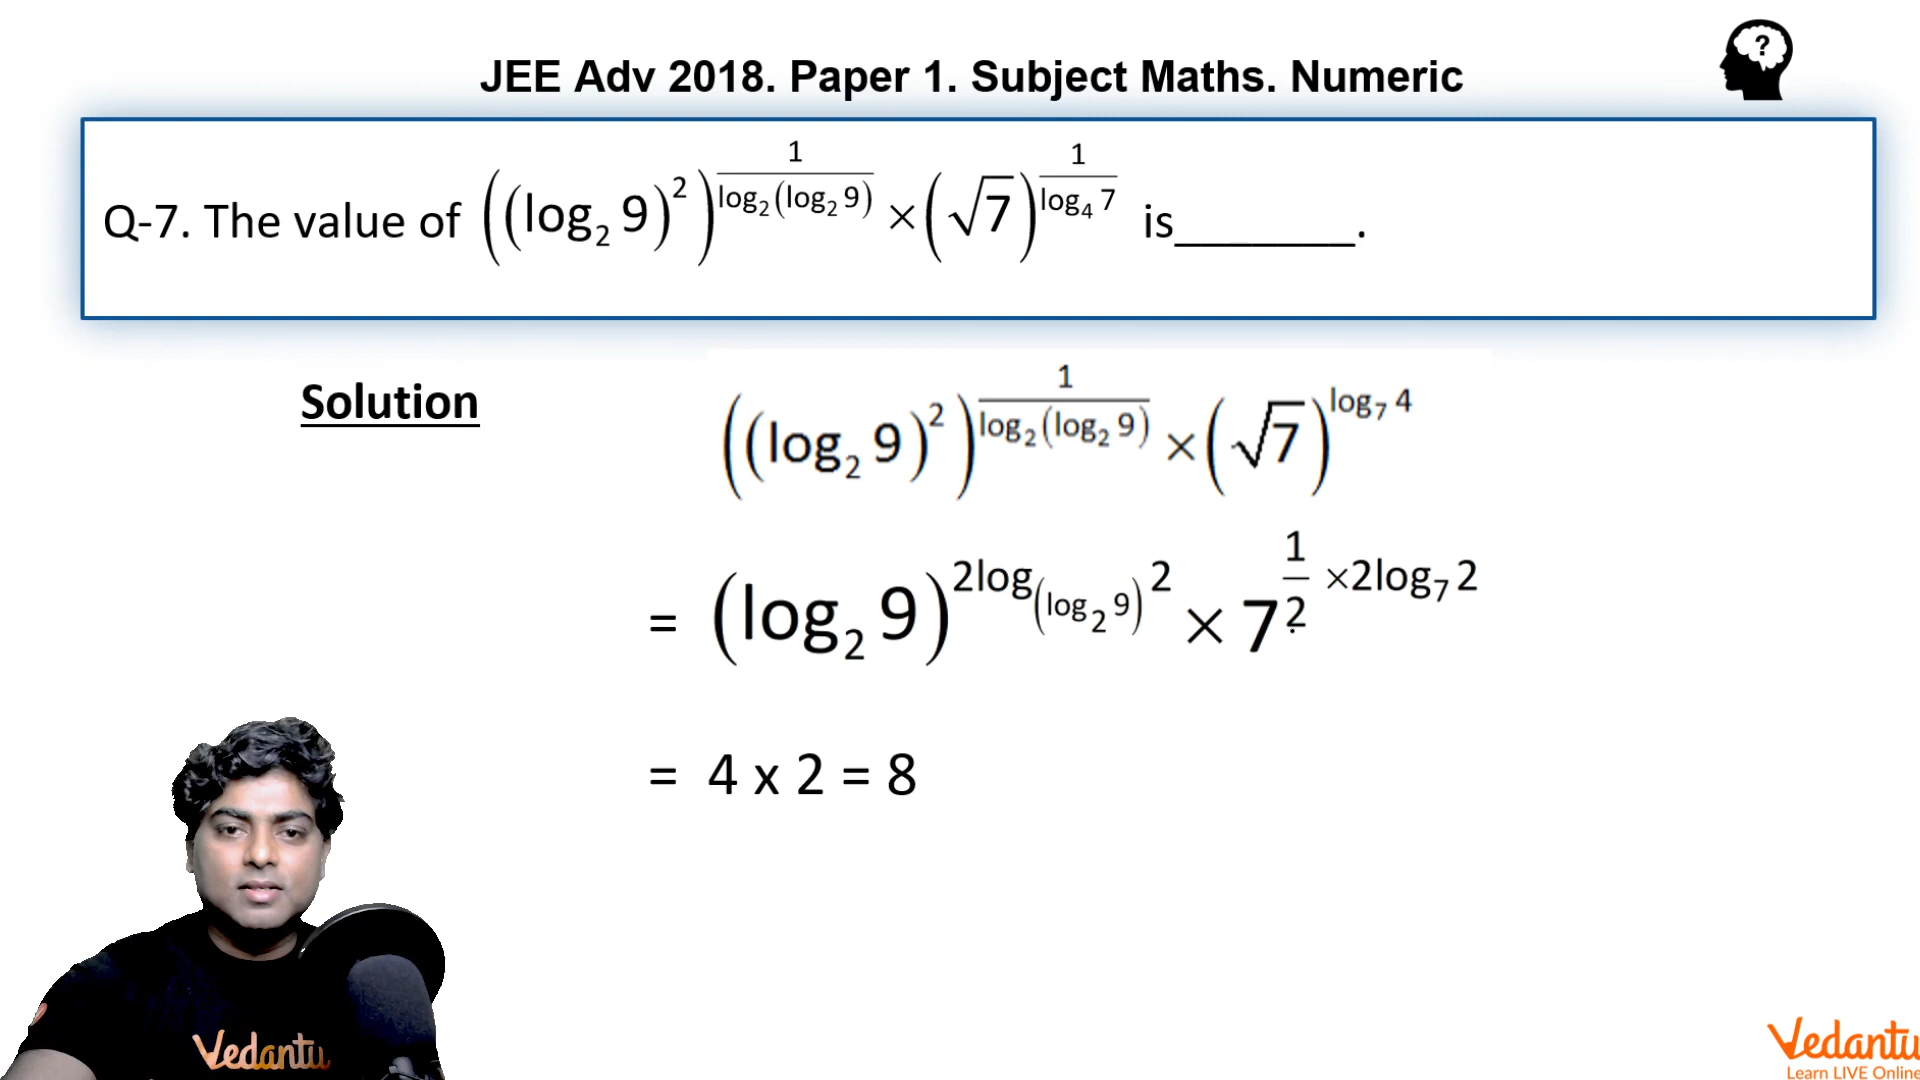 ?
JEE Adv 2018. Paper 1. Subject Maths. Numeric
Q-7. The value of ((log₂ 9)²)^(1/(log₂(log₂ 9))) × (√7)^(1/(log₄ 7)) is_______.
Solution
((log₂ 9)²)^(1/(log₂(log₂ 9))) × (√7)^(log₇ 4)
= (log₂ 9)^(2log_(log₂ 9) 2) × 7^(1/2 ×2log₇ 2)
= 4 x 2 = 8
Vedantu
Vedantu
Learn LIVE Online